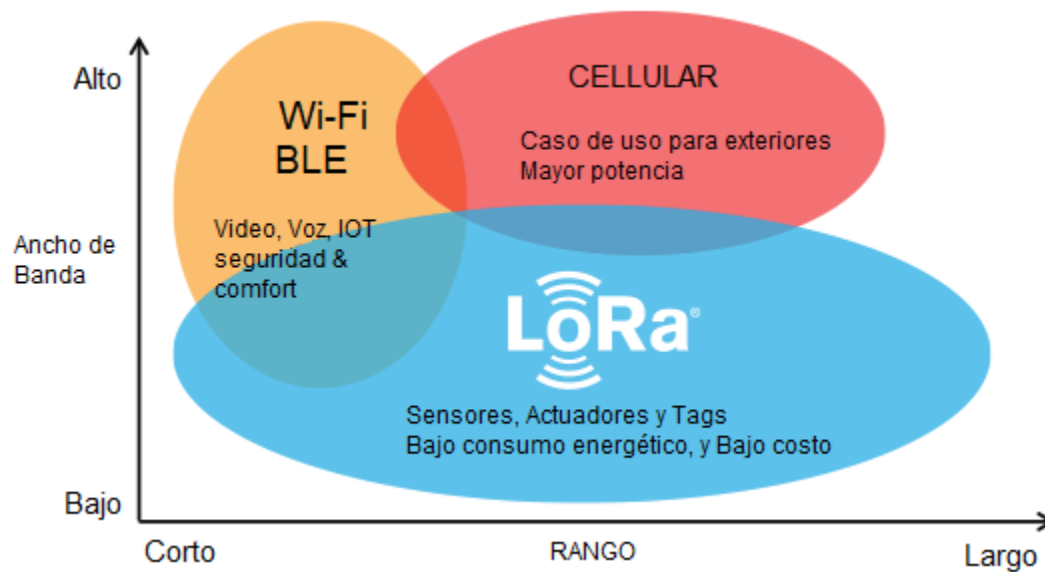 Alto
CELLULAR
Wi-Fi
BLE
Caso de uso para exteriores
Mayor potencia
Video, Voz, IOT
seguridad &
comfort
Ancho de
Banda
LoRa®
Sensores, Actuadores y Tags
Bajo consumo energético, y Bajo costo
Bajo
Corto
RANGO
Largo